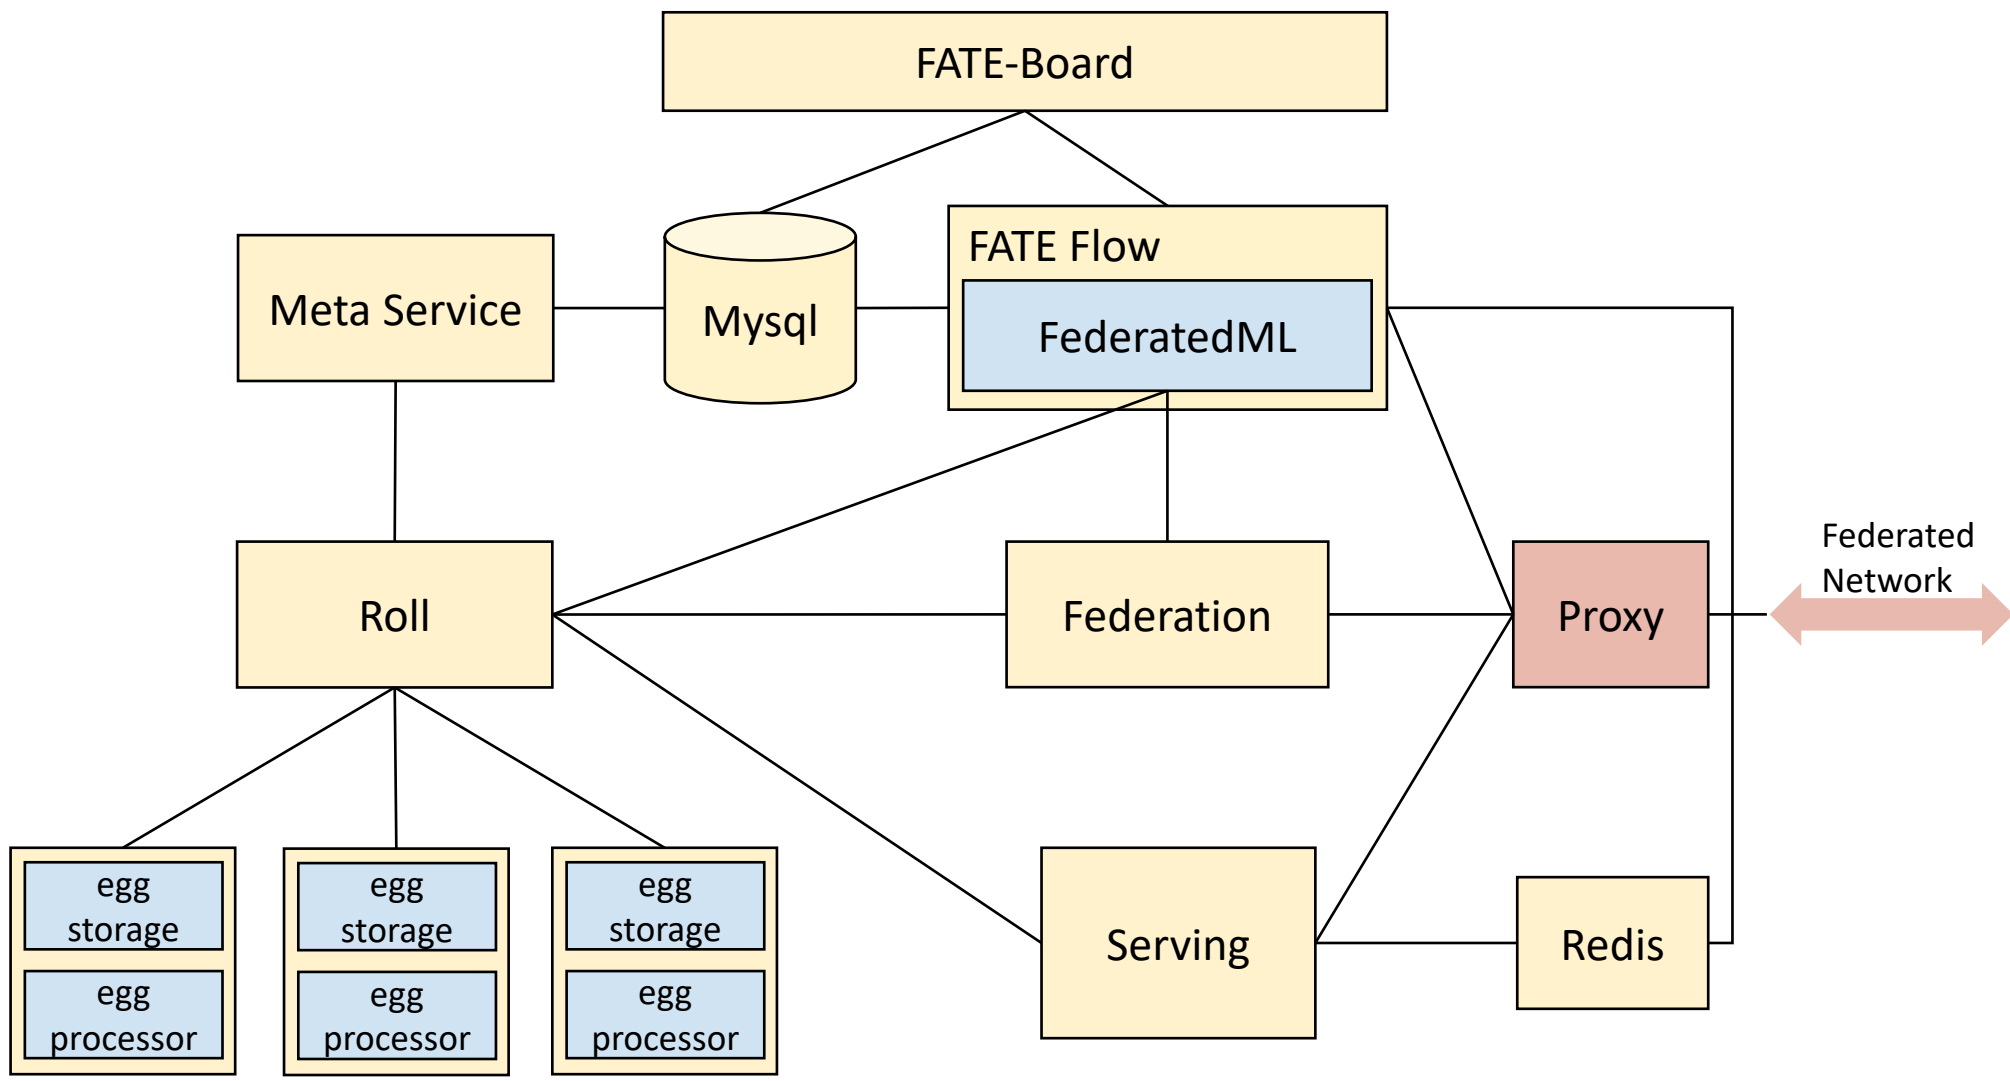 FATE-Board
FATE Flow
Meta Service
Mysql
FederatedML
Federated
Network
Roll
Federation
Proxy
egg
storage
egg
processor
egg
storage
egg
processor
egg
storage
egg
processor
Serving
Redis